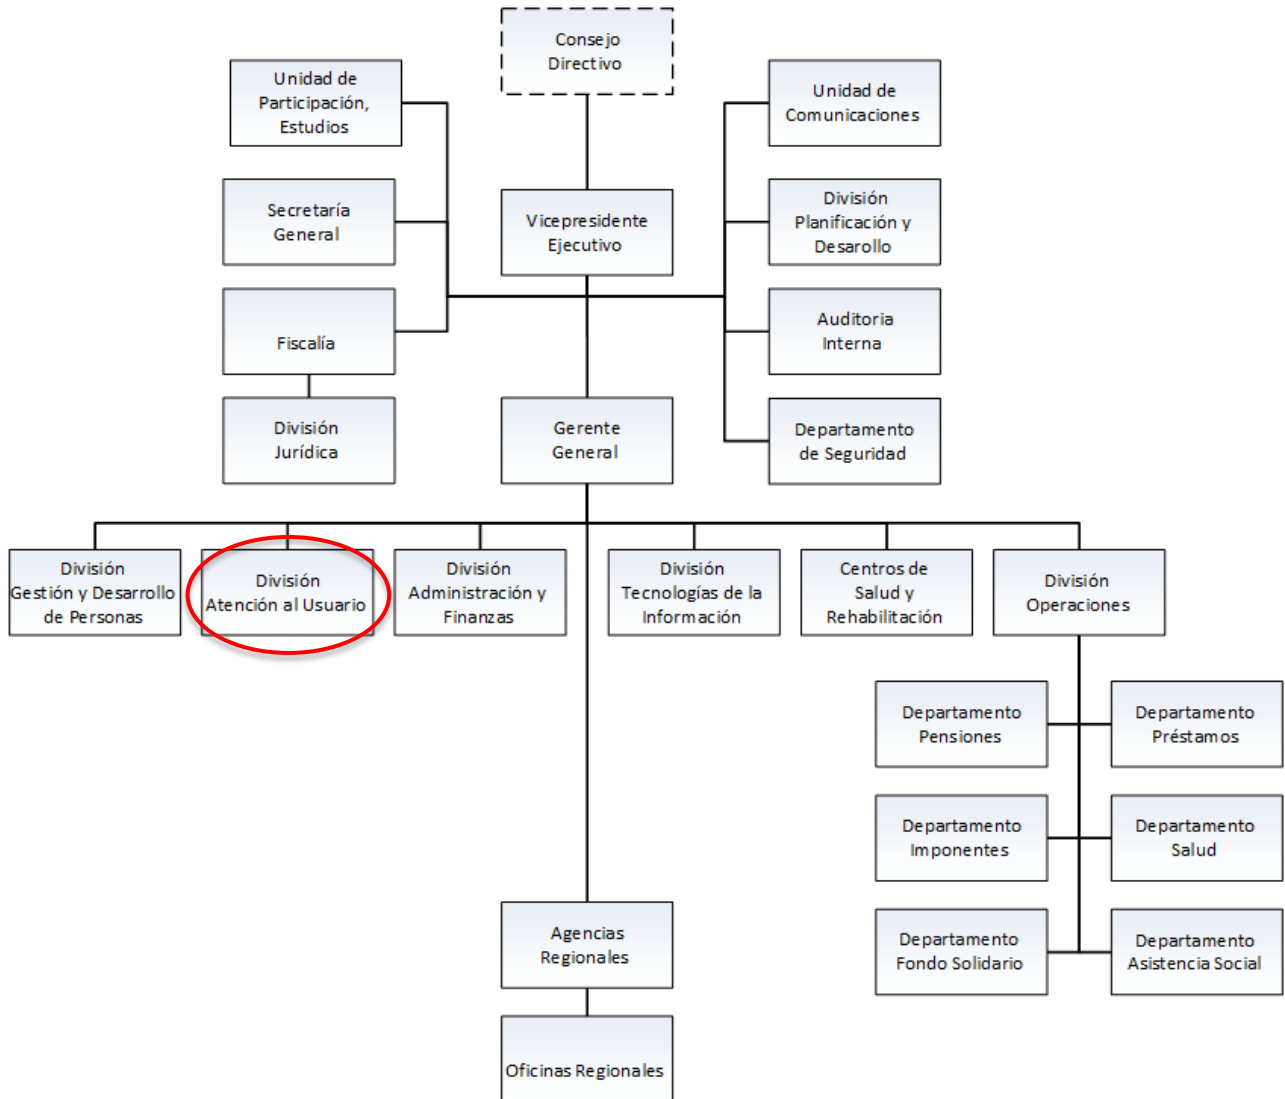 Consejo
Directivo
Unidad de
Participación,
Estudios
Unidad de
Comunicaciones
Secretaría
General
Vicepresidente
Ejecutivo
División
Planificación y
Desarollo
Fiscalía
Auditoria
Interna
División
Jurídica
Gerente
General
Departamento
de Seguridad
División
Gestión y Desarrollo
de Personas
División
Atención al Usuario
División
Administración y
Finanzas
División
Tecnologías de la
Información
Centros de
Salud y
Rehabilitación
División
Operaciones
Departamento
Pensiones
Departamento
Préstamos
Departamento
Imponentes
Departamento
Salud
Agencias
Regionales
Departamento
Fondo Solidario
Departamento
Asistencia Social
Oficinas Regionales